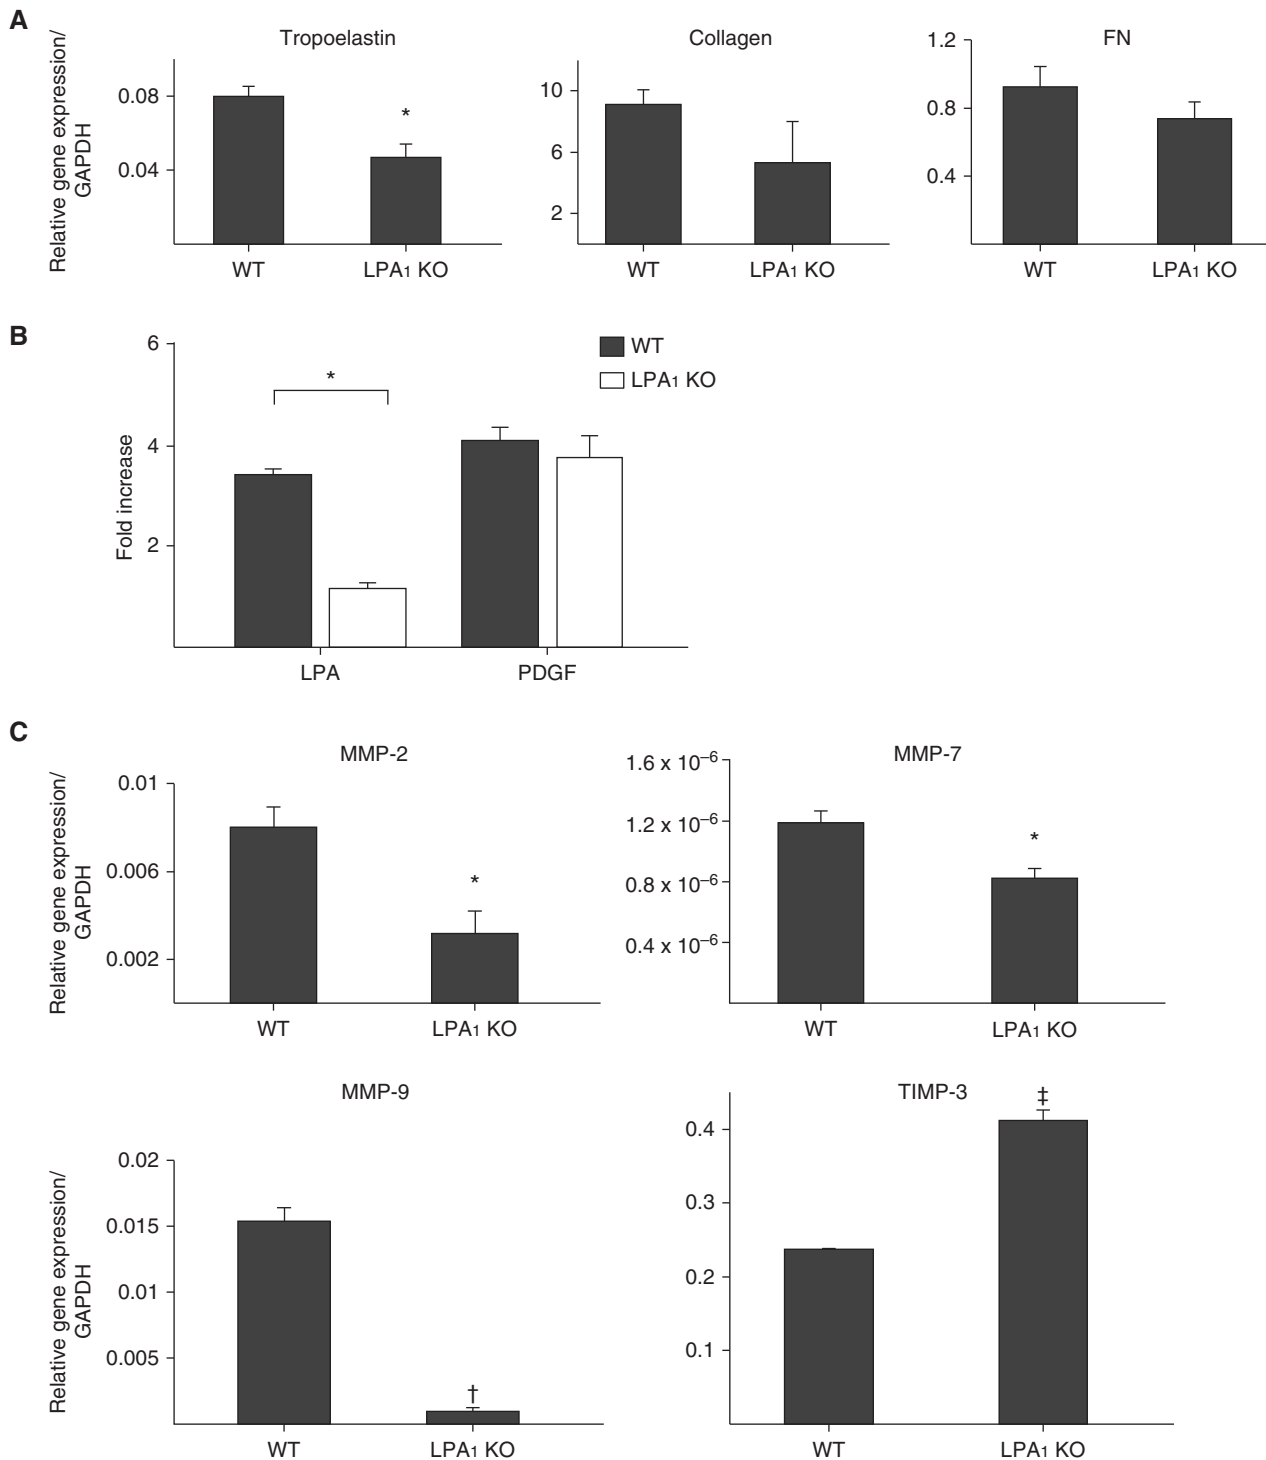 A
Tropoelastin
Collagen
FN
Relative gene expression/
GAPDH
0.08
0.04
*
WT
LPA1 KO
10
6
2
WT
LPA1 KO
1.2
0.8
0.4
WT
LPA1 KO
B
WT
LPA1 KO
Fold increase
6
4
2
*
LPA
PDGF
C
MMP-2
Relative gene expression/
GAPDH
0.01
0.006
0.002
*
WT
LPA1 KO
MMP-7
1.6 x 10–6
1.2 x 10–6
0.8 x 10–6
0.4 x 10–6
*
WT
LPA1 KO
MMP-9
Relative gene expression/
GAPDH
0.02
0.015
0.01
0.005
†
WT
LPA1 KO
TIMP-3
0.4
0.3
0.2
0.1
‡
WT
LPA1 KO